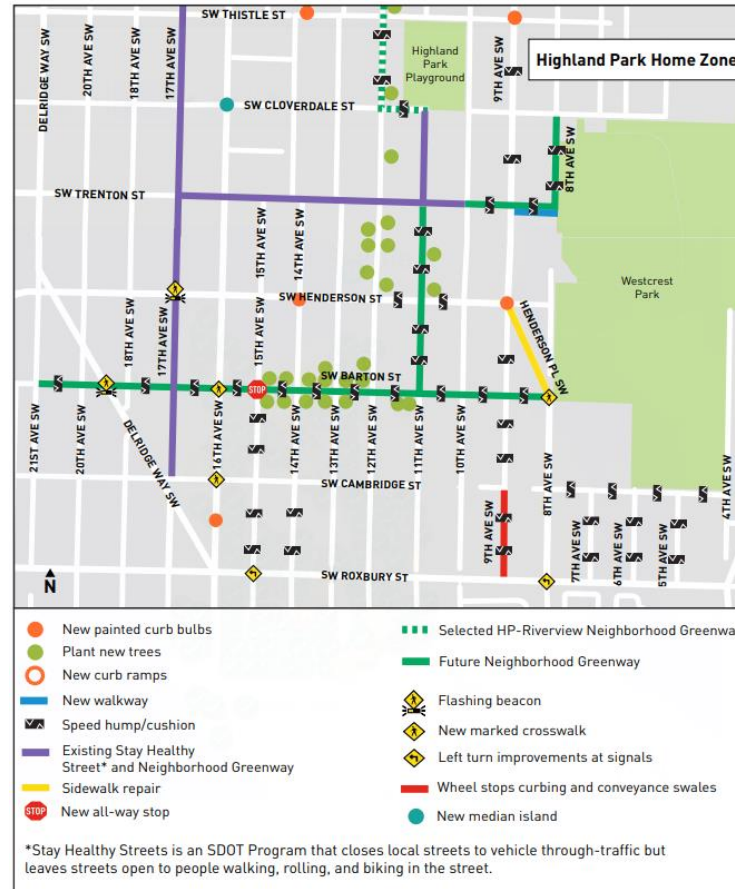 SW THISTLE ST
Highland Park Home Zone
Highland
Park
Playground
DELRIDGE WAY SW
20TH AVE SW
18TH AVE SW
17TH AVE SW
9TH AVE SW
SW CLOVERDALE ST
8TH AVE SW
SW TRENTON ST
15TH AVE SW
14TH AVE SW
Westcrest
Park
SW HENDERSON ST
HENDERSON PL SW
18TH AVE SW
17TH AVE SW
15TH AVE SW
SW BARTON ST
STOP
21ST AVE SW
20TH AVE SW
DELRIDGE WAY SW
16TH AVE SW
14TH AVE SW
13TH AVE SW
12TH AVE SW
11TH AVE SW
10TH AVE SW
8TH AVE SW
4TH AVE SW
SW CAMBRIDGE ST
9TH AVE SW
7TH AVE SW
6TH AVE SW
5TH AVE SW
SW ROXBURY ST
N
New painted curb bulbs
Plant new trees
New curb ramps
New walkway
Speed hump/cushion
Existing Stay Healthy
Street* and Neighborhood Greenway
Sidewalk repair
STOP New all-way stop
Selected HP-Riverview Neighborhood Greenwa
Future Neighborhood Greenway
Flashing beacon
New marked crosswalk
Left turn improvements at signals
Wheel stops curbing and conveyance swales
New median island
*Stay Healthy Streets is an SDOT Program that closes local streets to vehicle through-traffic but
leaves streets open to people walking, rolling, and biking in the street.